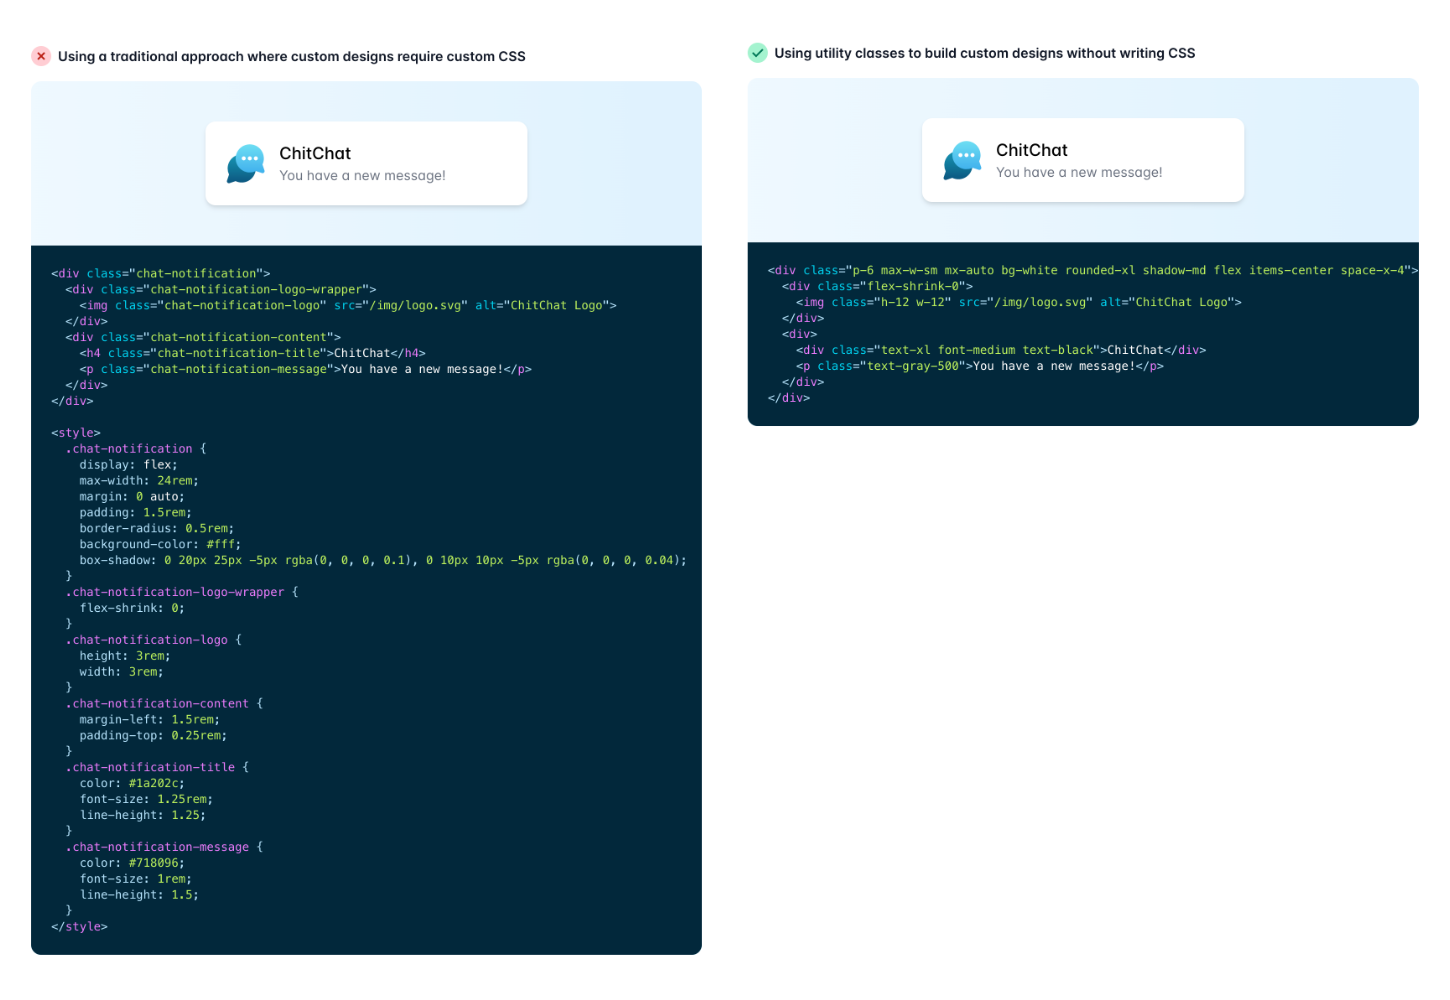 Using a traditional approach where custom designs require custom CSS
ChitChat
You have a new message!
<div class="chat-notification">
  <div class="chat-notification-logo-wrapper">
    <img class="chat-notification-logo" src="/img/logo.svg" alt="ChitChat Logo">
  </div>
  <div class="chat-notification-content">
    <h4 class="chat-notification-title">ChitChat</h4>
    <p class="chat-notification-message">You have a new message!</p>
  </div>
</div>
<style>
  .chat-notification {
    display: flex;
    max-width: 24rem;
    margin: 0 auto;
    padding: 1.5rem;
    border-radius: 0.5rem;
    background-color: #fff;
    box-shadow: 0 20px 25px -5px rgba(0, 0, 0, 0.1), 0 10px 10px -5px rgba(0, 0, 0, 0.04);
  }
  .chat-notification-logo-wrapper {
    flex-shrink: 0;
  }
  .chat-notification-logo {
    height: 3rem;
    width: 3rem;
  }
  .chat-notification-content {
    margin-left: 1.5rem;
    padding-top: 0.25rem;
  }
  .chat-notification-title {
    color: #1a202c;
    font-size: 1.25rem;
    line-height: 1.25;
  }
  .chat-notification-message {
    color: #718096;
    font-size: 1rem;
    line-height: 1.5;
  }
</style>
Using utility classes to build custom designs without writing CSS
ChitChat
You have a new message!
<div class="p-6 max-w-sm mx-auto bg-white rounded-xl shadow-md flex items-center space-x-4">
  <div class="flex-shrink-0">
    <img class="h-12 w-12" src="/img/logo.svg" alt="ChitChat Logo">
  </div>
  <div>
    <div class="text-xl font-medium text-black">ChitChat</div>
    <p class="text-gray-500">You have a new message!</p>
  </div>
</div>